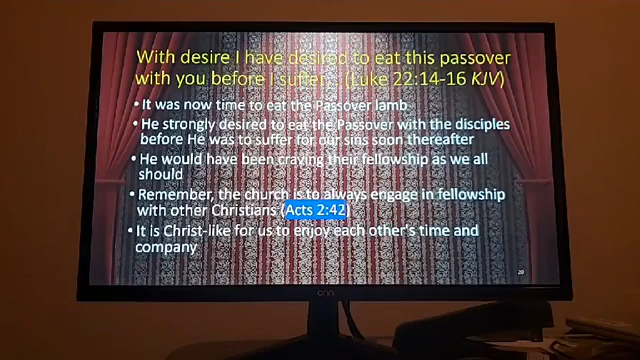 With desire I have desired to eat this passover
with you before I suffer... (Luke 22:14-16 KJV)
• It was now time to eat the Passover lamb
• He strongly desired to eat the Passover with the disciples
before He was to suffer for our sins soon thereafter
• He would have been craving their fellowship as we all
should
• Remember, the church is to always engage in fellowship
with other Christians (Acts 2:42)
• It is Christ-like for us to enjoy each other's time and
company
28
onn